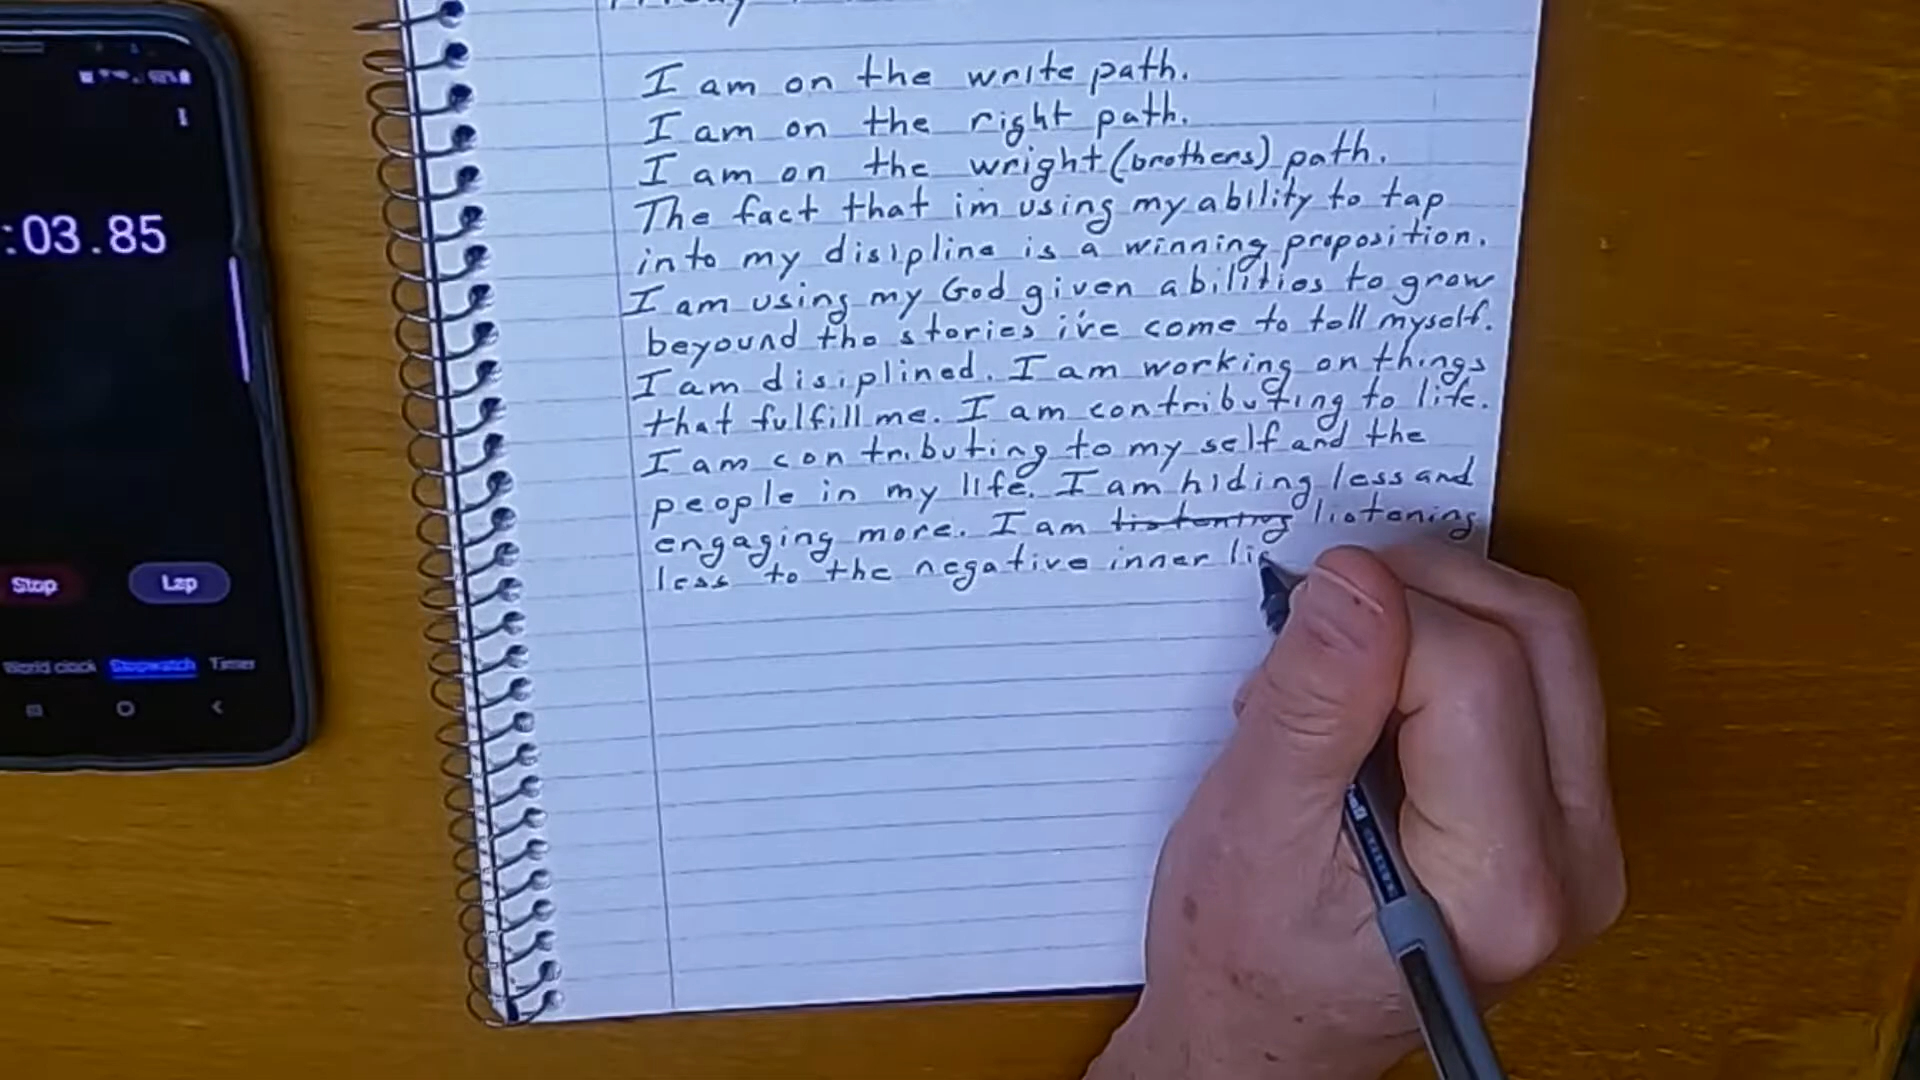 Friday
I am on the write path.
I am on the right path.
I am on the wright (brothers) path.
The fact that im using my ability to tap
into my disipline is a winning proposition.
I am using my God given abilities to grow
beyound the stories i've come to tell myself.
I am disiplined. I am working on things
that fulfill me. I am contributing to life.
I am contributing to my self and the
people in my life. I am hiding less and
engaging more. I am listening listening
less to the negative inner lis
:03.85
Stop
Lap
World clock
Stopwatch
Timer